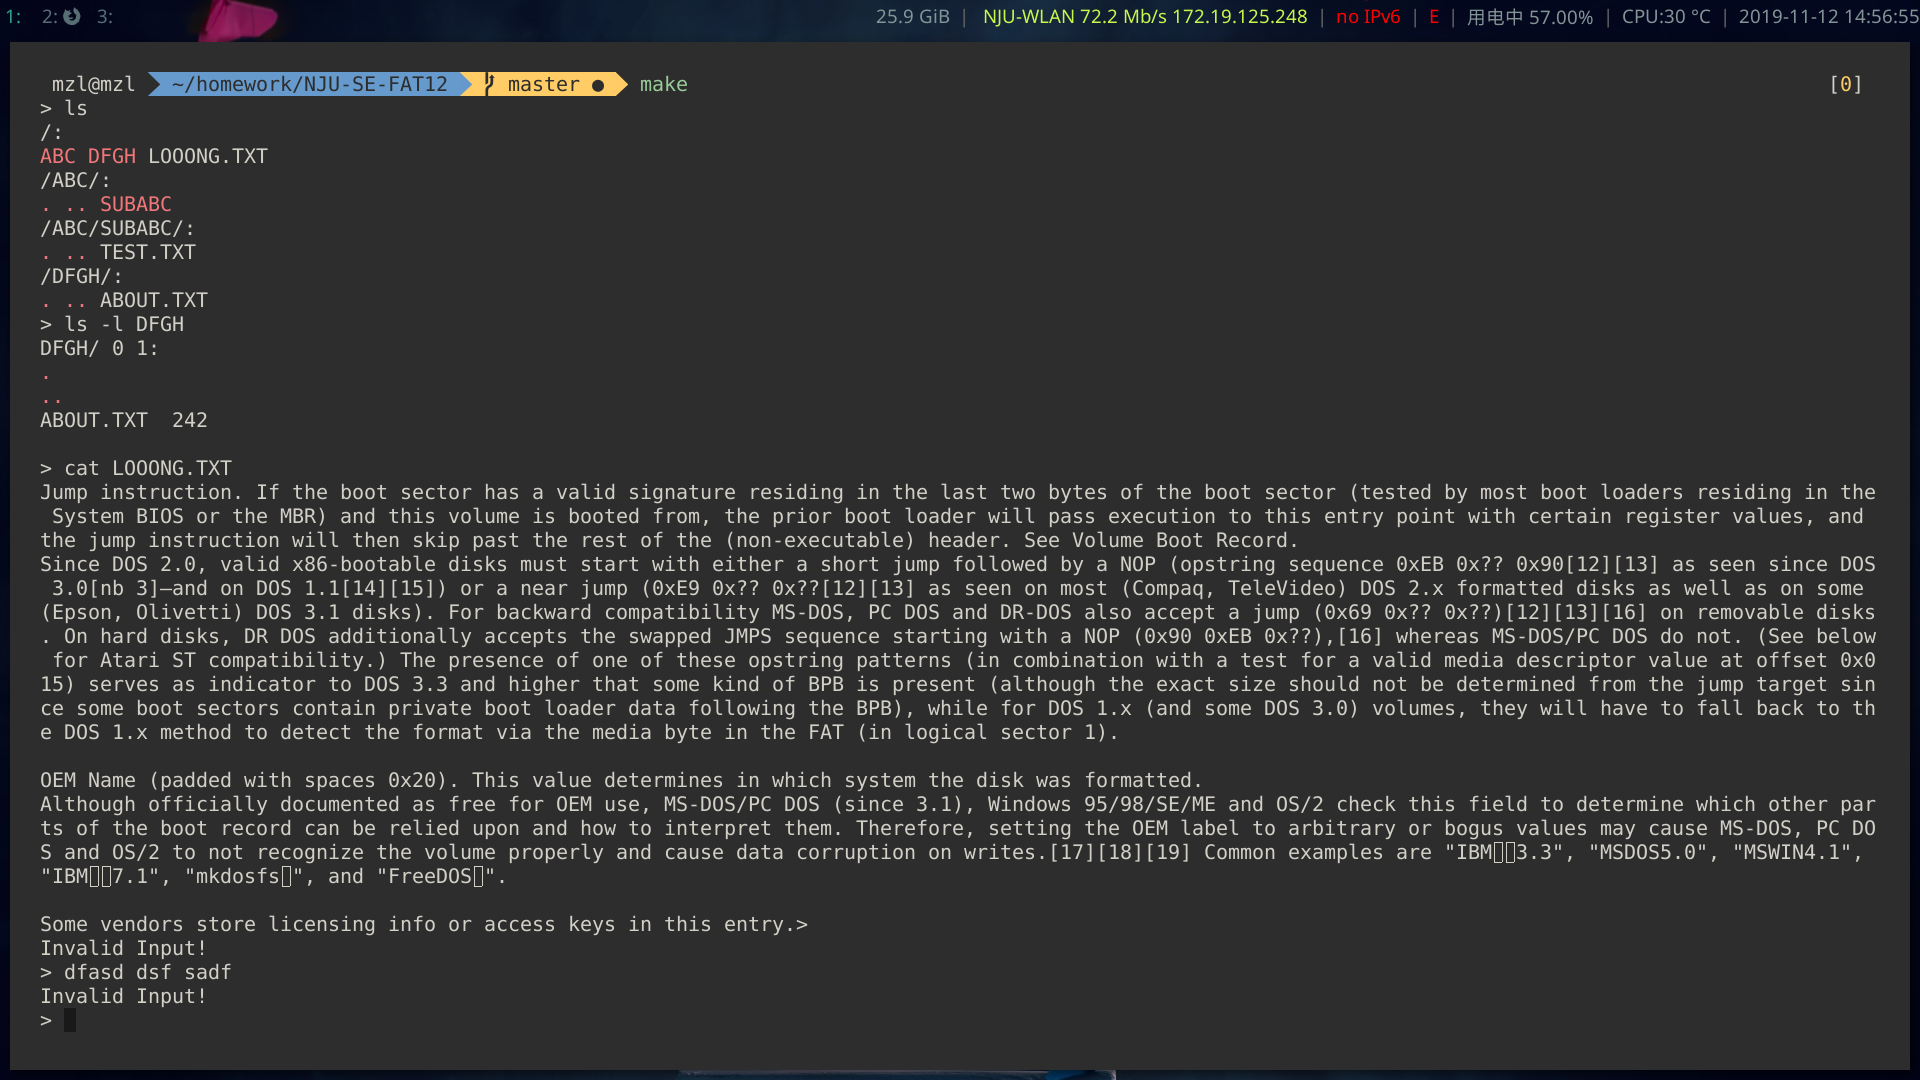 1: 2: 3: 25.9 GiB | NJU-WLAN 72.2 Mb/s 172.19.125.248 | no IPv6 | E | 用电中 57.00% | CPU:30 °C | 2019-11-12 14:56:55
mzl@mzl ~/homework/NJU-SE-FAT12 master ● make [0]
> ls
/:
ABC DFGH LOOONG.TXT
/ABC/:
. .. SUBABC
/ABC/SUBABC/:
. .. TEST.TXT
/DFGH/:
. .. ABOUT.TXT
> ls -l DFGH
DFGH/ 0 1:
.
..
ABOUT.TXT  242
> cat LOOONG.TXT
Jump instruction. If the boot sector has a valid signature residing in the last two bytes of the boot sector (tested by most boot loaders residing in the
 System BIOS or the MBR) and this volume is booted from, the prior boot loader will pass execution to this entry point with certain register values, and
the jump instruction will then skip past the rest of the (non-executable) header. See Volume Boot Record.
Since DOS 2.0, valid x86-bootable disks must start with either a short jump followed by a NOP (opstring sequence 0xEB 0x?? 0x90[12][13] as seen since DOS
 3.0[nb 3]—and on DOS 1.1[14][15]) or a near jump (0xE9 0x?? 0x??[12][13] as seen on most (Compaq, TeleVideo) DOS 2.x formatted disks as well as on some
(Epson, Olivetti) DOS 3.1 disks). For backward compatibility MS-DOS, PC DOS and DR-DOS also accept a jump (0x69 0x?? 0x??)[12][13][16] on removable disks
. On hard disks, DR DOS additionally accepts the swapped JMPS sequence starting with a NOP (0x90 0xEB 0x??),[16] whereas MS-DOS/PC DOS do not. (See below
 for Atari ST compatibility.) The presence of one of these opstring patterns (in combination with a test for a valid media descriptor value at offset 0x0
15) serves as indicator to DOS 3.3 and higher that some kind of BPB is present (although the exact size should not be determined from the jump target sin
ce some boot sectors contain private boot loader data following the BPB), while for DOS 1.x (and some DOS 3.0) volumes, they will have to fall back to th
e DOS 1.x method to detect the format via the media byte in the FAT (in logical sector 1).
OEM Name (padded with spaces 0x20). This value determines in which system the disk was formatted.
Although officially documented as free for OEM use, MS-DOS/PC DOS (since 3.1), Windows 95/98/SE/ME and OS/2 check this field to determine which other par
ts of the boot record can be relied upon and how to interpret them. Therefore, setting the OEM label to arbitrary or bogus values may cause MS-DOS, PC DO
S and OS/2 to not recognize the volume properly and cause data corruption on writes.[17][18][19] Common examples are "IBM▯▯3.3", "MSDOS5.0", "MSWIN4.1",
"IBM▯▯7.1", "mkdosfs▯", and "FreeDOS▯".
Some vendors store licensing info or access keys in this entry.>
Invalid Input!
> dfasd dsf sadf
Invalid Input!
>